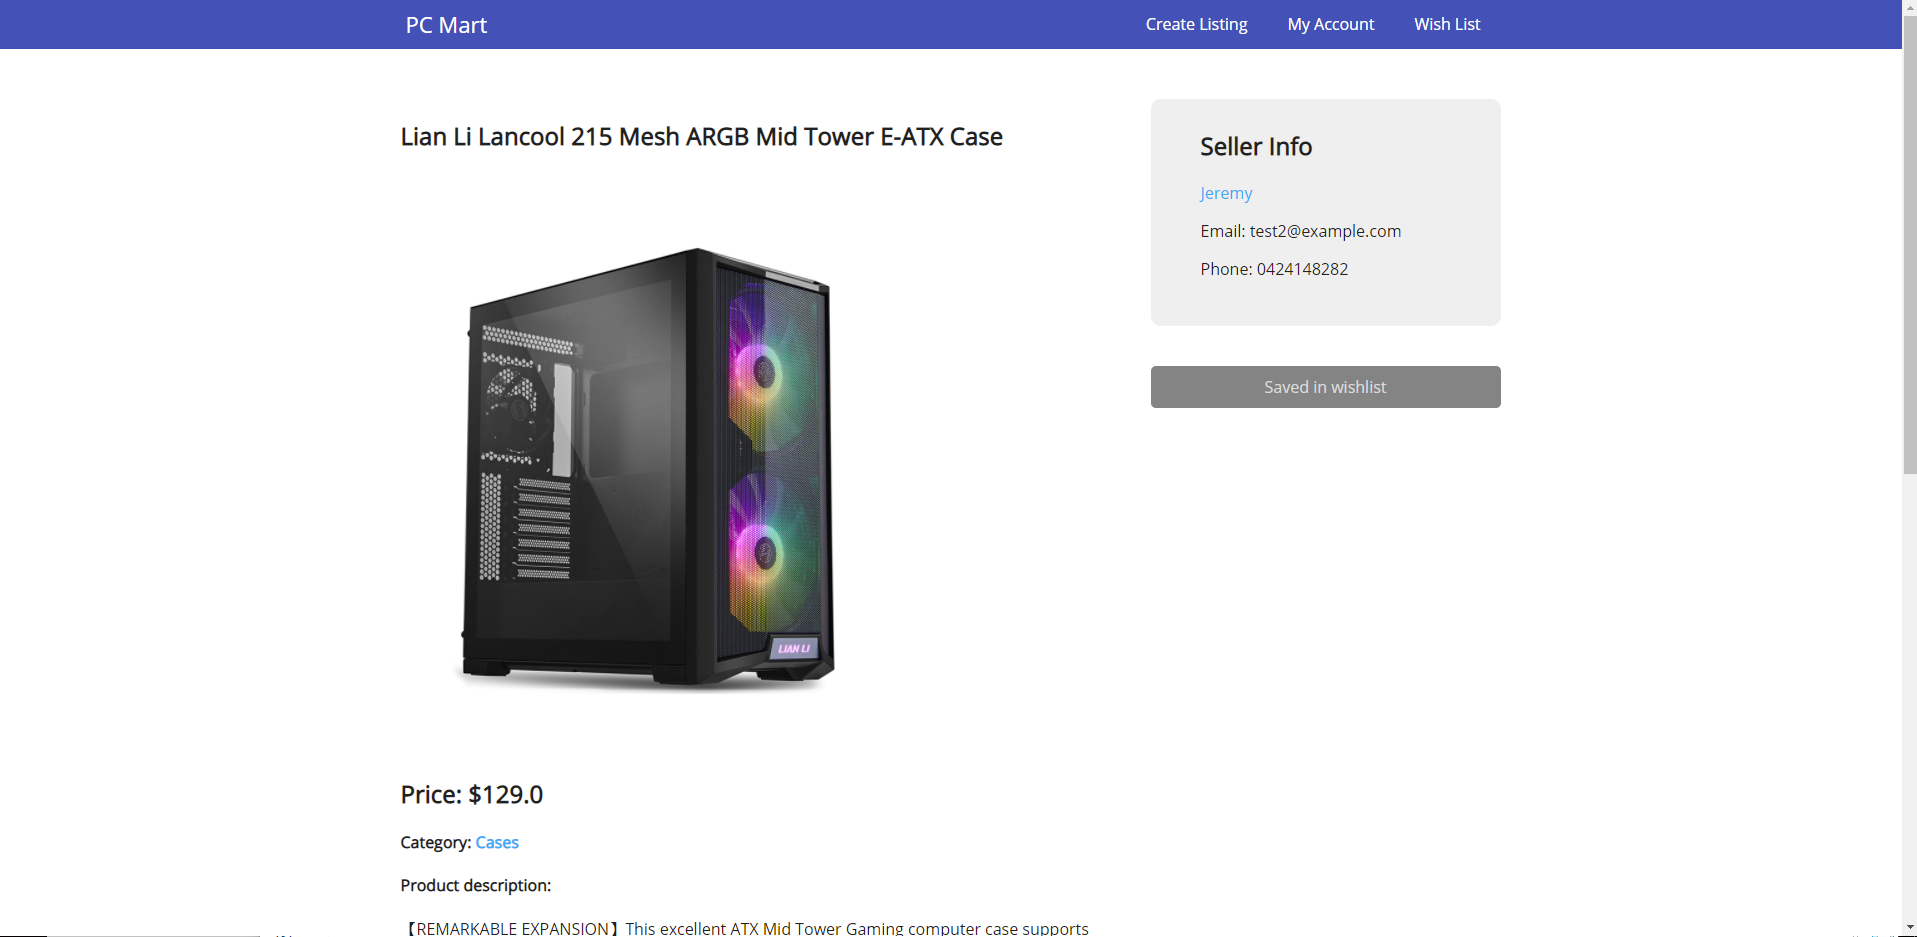 PC Mart
Create Listing
My Account
Wish List
Lian Li Lancool 215 Mesh ARGB Mid Tower E-ATX Case
LIAN LI
Seller Info
Jeremy
Email: test2@example.com
Phone: 0424148282
Saved in wishlist
Price: $129.0
Category: Cases
Product description:
【REMARKABLE EXPANSION】This excellent ATX Mid Tower Gaming computer case supports